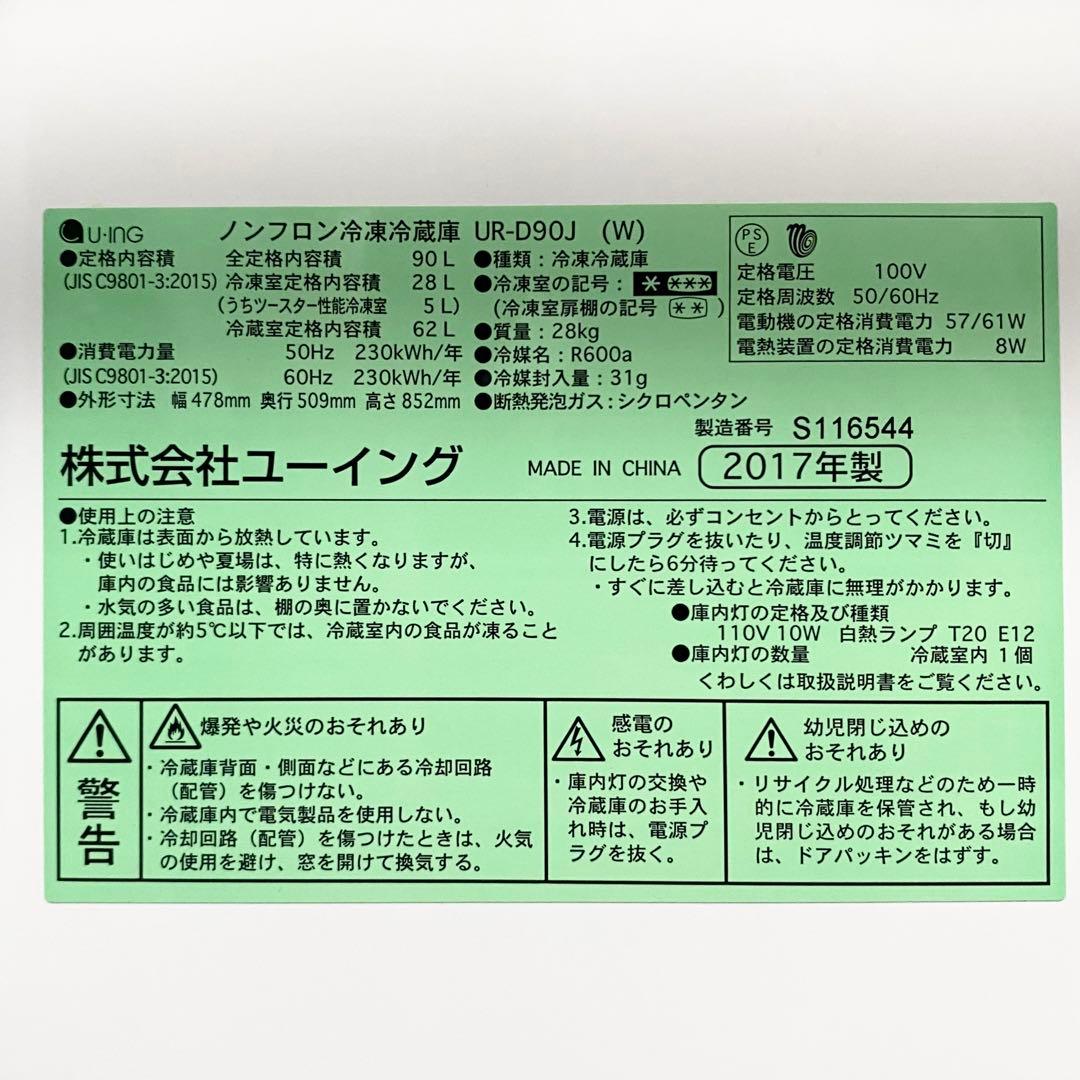 U·ING ノンフロン冷凍冷蔵庫 UR-D90J (W)
●定格内容積 全定格内容積 90 L
(JIS C9801-3:2015) 冷凍室定格内容積 28 L
(うちツースター性能冷凍室 5 L)
冷蔵室定格内容積 62 L
●消費電力量 50Hz 230kWh/年
(JIS C9801-3:2015) 60Hz 230kWh/年
●外形寸法 幅 478mm 奥行 509mm 高さ 852mm
●種類：冷凍冷蔵庫
●冷凍室の記号：* ***
(冷凍室扉棚の記号 ** )
●質量：28kg
●冷媒名：R600a
●冷媒封入量：31g
●断熱発泡ガス：シクロペンタン
PS
E
定格電圧 100V
定格周波数 50/60Hz
電動機の定格消費電力 57/61W
電熱装置の定格消費電力 8W
製造番号 S116544
株式会社ユーイング MADE IN CHINA 2017年製
●使用上の注意
1.冷蔵庫は表面から放熱しています。
・使いはじめや夏場は、特に熱くなりますが、
庫内の食品には影響ありません。
・水気の多い食品は、棚の奥に置かないでください。
2.周囲温度が約5℃以下では、冷蔵室内の食品が凍ること
があります。
3.電源は、必ずコンセントからとってください。
4.電源プラグを抜いたり、温度調節ツマミを『切』
にしたら6分待ってください。
・すぐに差し込むと冷蔵庫に無理がかかります。
●庫内灯の定格及び種類
110V 10W 白熱ランプ T20 E12
●庫内灯の数量 冷蔵室内 1個
くわしくは取扱説明書をご覧ください。
警告
爆発や火災のおそれあり
・冷蔵庫背面・側面などにある冷却回路
（配管）を傷つけない。
・冷蔵庫内で電気製品を使用しない。
・冷却回路（配管）を傷つけたときは、火気
の使用を避け、窓を開けて換気する。
感電の
おそれあり
・庫内灯の交換や
冷蔵庫のお手入
れ時は、電源プ
ラグを抜く。
幼児閉じ込めの
おそれあり
・リサイクル処理などのため一時
的に冷蔵庫を保管され、もし幼
児閉じ込めのおそれがある場合
は、ドアパッキンをはずす。